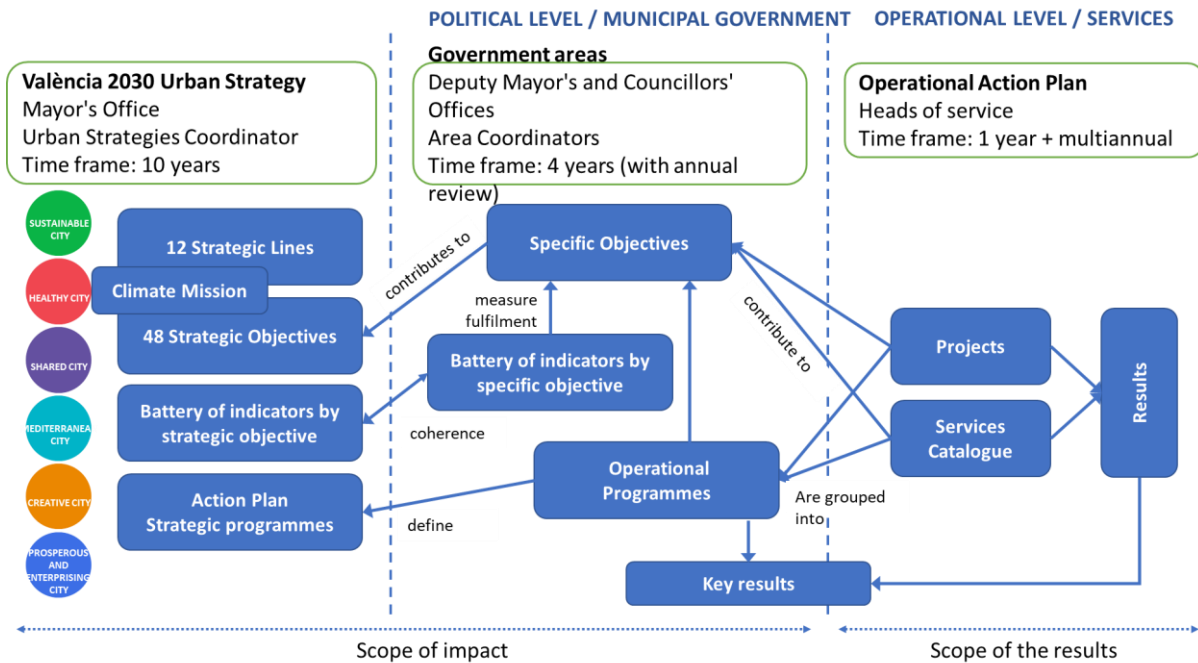 POLITICAL LEVEL / MUNICIPAL GOVERNMENT
OPERATIONAL LEVEL / SERVICES
València 2030 Urban Strategy
Mayor's Office
Urban Strategies Coordinator
Time frame: 10 years
Government areas
Deputy Mayor's and Councillors'
Offices
Area Coordinators
Time frame: 4 years (with annual
review)
Operational Action Plan
Heads of service
Time frame: 1 year + multiannual
SUSTAINABLE
CITY
HEALTHY CITY
SHARED CITY
MEDITERRANEA
CITY
CREATIVE CITY
PROSPEROUS
AND
ENTERPRISING
CITY
12 Strategic Lines
Climate Mission
48 Strategic Objectives
Battery of indicators by
strategic objective
Action Plan
Strategic programmes
contributes to
Specific Objectives
measure
fulfilment
Battery of indicators by
specific objective
coherence
Operational
Programmes
define
Key results
contribute to
Are grouped
into
Projects
Services
Catalogue
Results
Scope of impact
Scope of the results